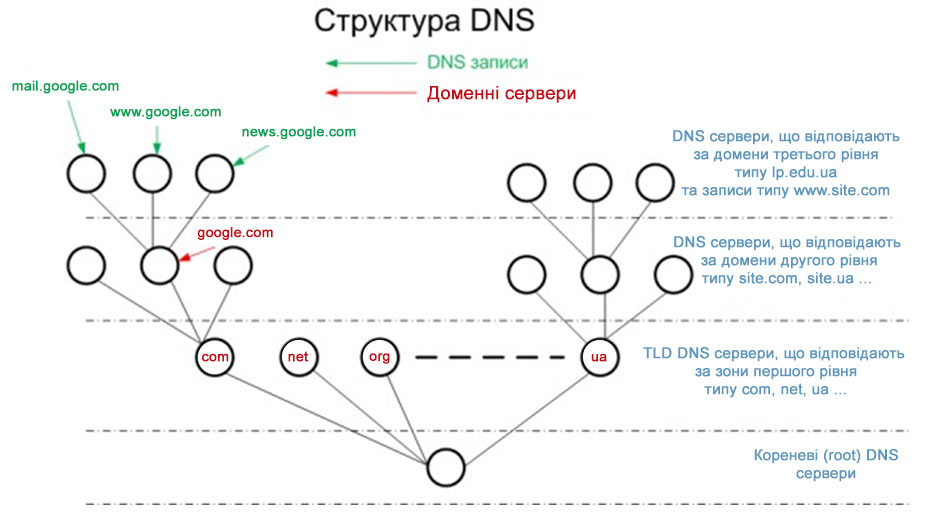 Структура DNS
DNS записи
Доменні сервери
mail.google.com
www.google.com
news.google.com
DNS сервери, що відповідають
за домени третього рівня
типу lp.edu.ua
та записи типу www.site.com
google.com
DNS сервери, що відповідають
за домени другого рівня
типу site.com, site.ua ...
com
net
org
ua
TLD DNS сервери, що відповідають
за зони першого рівня
типу com, net, ua ...
Кореневі (root) DNS
сервери